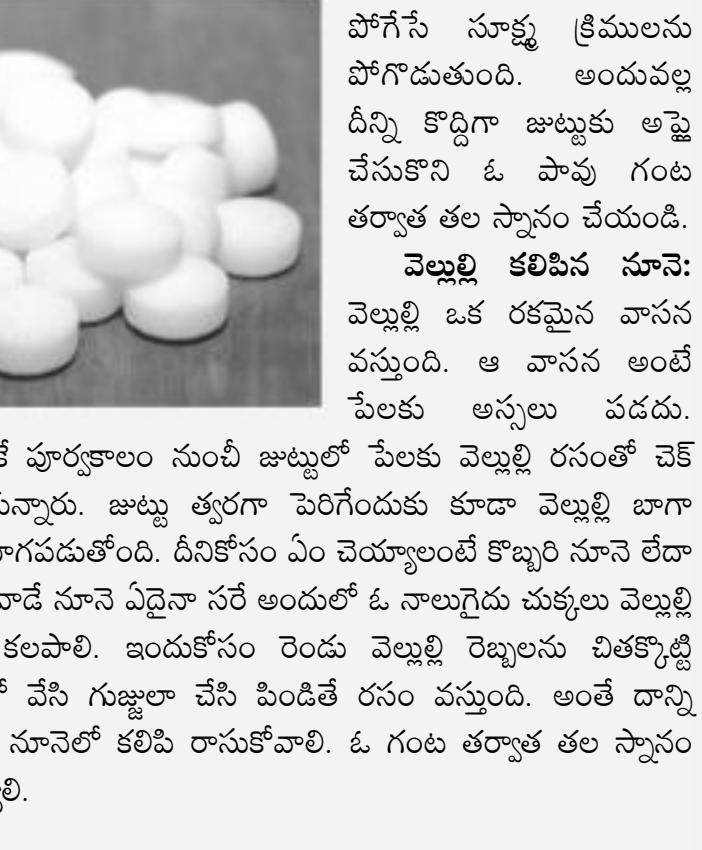 పోగేసే సూక్ష్మ క్రిములను
పోగొడుతుంది. అందువల్ల
దీన్ని కొద్దిగా జుట్టుకు అప్లై
చేసుకొని ఓ పావు గంట
తర్వాత తల స్నానం చేయండి.
వెల్లుల్లి కలిపిన నూనె:
వెల్లుల్లి ఒక రకమైన వాసన
వస్తుంది. ఆ వాసన అంటే
పేలకు అస్సలు పడదు.
పూర్వకాలం నుంచీ జుట్టులో పేలకు వెల్లుల్లి రసంతో చెక్
జుట్టు త్వరగా పెరిగేందుకు కూడా వెల్లుల్లి బాగా
దీనికోసం ఏం చెయ్యాలంటే కొబ్బరి నూనె లేదా
వాడే నూనె ఏదైనా సరే అందులో ఓ నాలుగైదు చుక్కలు వెల్లుల్లి
కలపాలి. ఇందుకోసం రెండు వెల్లుల్లి రెబ్బలను చితక్కొట్టి
వేసి గుజ్జులా చేసి పిండితే రసం వస్తుంది. అంతే దాన్ని
నూనెలో కలిపి రాసుకోవాలి. ఓ గంట తర్వాత తల స్నానం